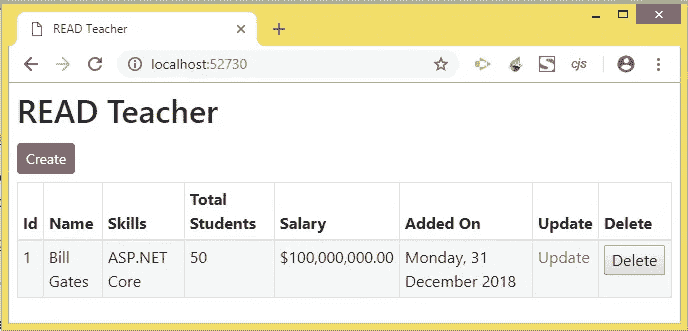 READ Teacher
localhost:52730
cjs
READ Teacher
Create
Id Name Skills Total Students Salary Added On Update Delete
1 Bill Gates ASP.NET Core 50 $100,000,000.00 Monday, 31 December 2018 Update Delete